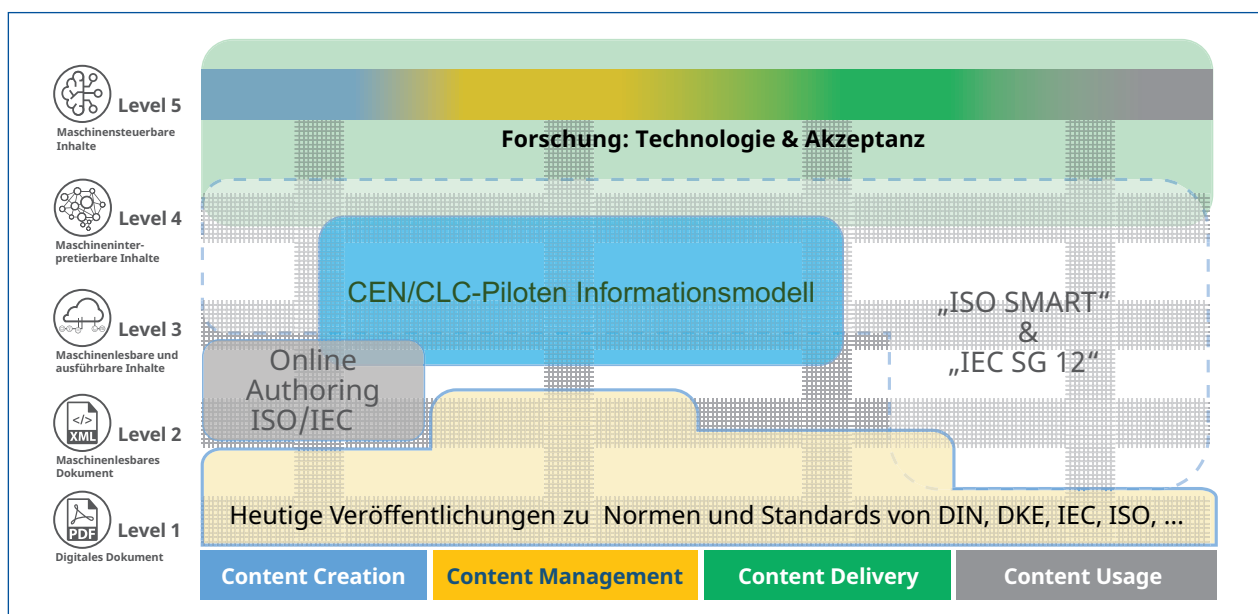 Level 5
Maschinensteuerbare
Inhalte
Forschung: Technologie & Akzeptanz
Level 4
Maschineninter-
pretierbare Inhalte
CEN/CLC-Piloten Informationsmodell
„ISO SMART“
&
„IEC SG 12“
Level 3
Maschinenlesbare und
ausführbare Inhalte
Online
Authoring
ISO/IEC
</>
XML
Level 2
Maschinenlesbares
Dokument
PDF
Level 1
Digitales Dokument
Heutige Veröffentlichungen zu Normen und Standards von DIN, DKE, IEC, ISO, ...
Content Creation
Content Management
Content Delivery
Content Usage